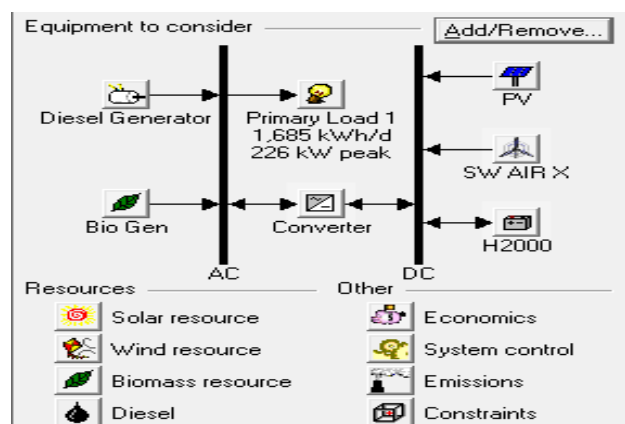 Equipment to consider
Add/Remove...
Diesel Generator
Primary Load 1
1,685 kWh/d
226 kW peak
PV
SW AIR X
Bio Gen
Converter
H2000
AC
DC
Resources
Other
Solar resource
Economics
Wind resource
System control
Biomass resource
Emissions
Diesel
Constraints